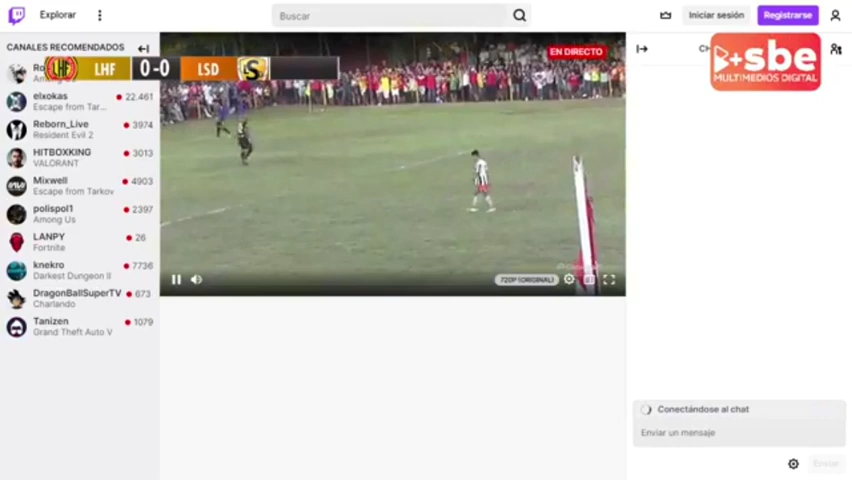 Explorar
Buscar
Iniciar sesión
Registrarse
CANALES RECOMENDADOS
LHF
LHF
0-0
LSD
S
EN DIRECTO
+sbe
MULTIMEDIOS DIGITAL
Among Us
elxokas
22.461
Escape from Tar...
Reborn_Live
3974
Resident Evil 2
HITBOXKING
3013
VALORANT
Mixwell
4903
Escape from Tarkov
polispol1
2397
Among Us
LANPY
26
Fortnite
knekro
7736
Darkest Dungeon II
DragonBallSuperTV
673
Charlando
Tanizen
1079
Grand Theft Auto V
720P (ORIGINAL)
Conectándose al chat
Enviar un mensaje
Enviar